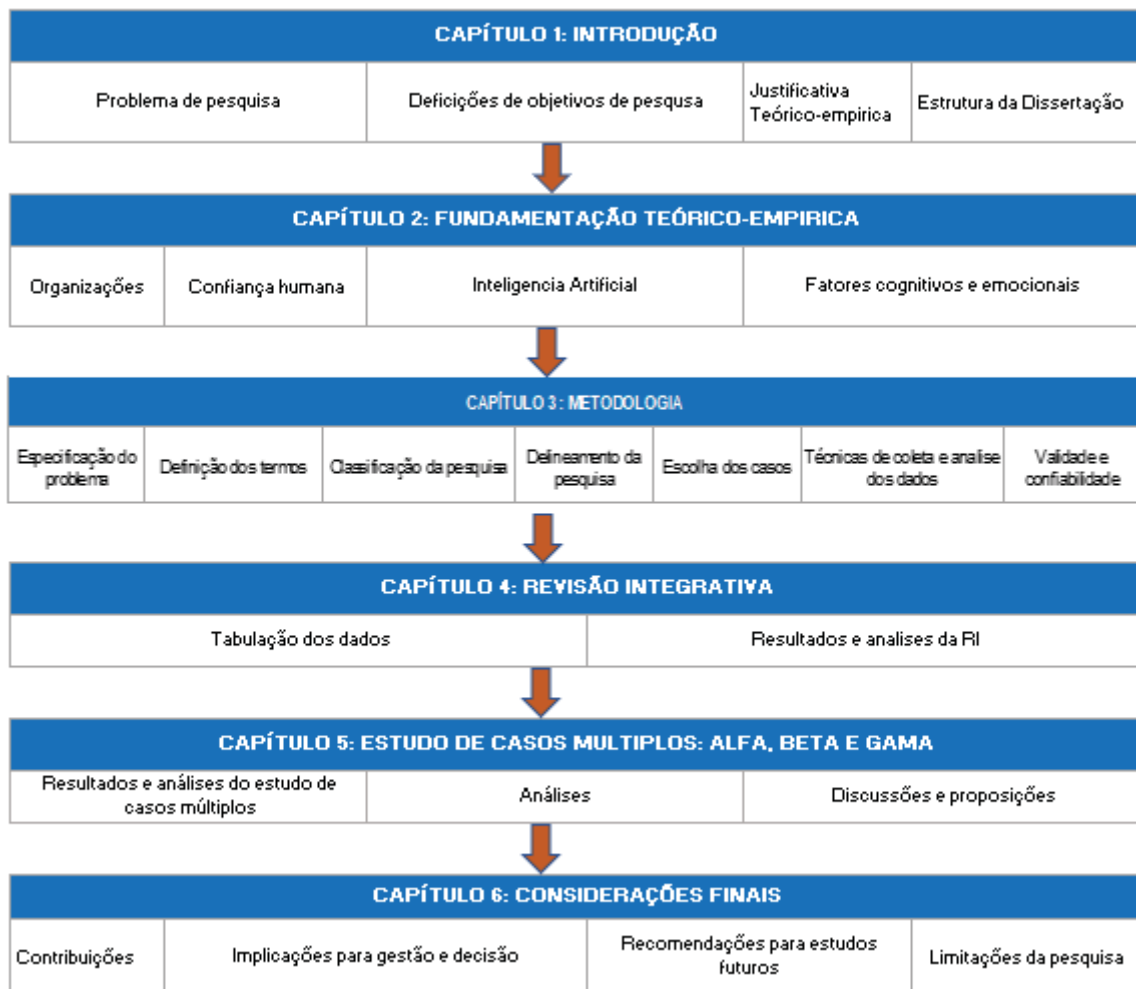 CAPÍTULO 1: INTRODUÇÃO
Problema de pesquisa
Deficições de objetivos de pesqusa
Justificativa
Teórico-empirica
Estrutura da Dissertação
CAPÍTULO 2: FUNDAMENTAÇÃO TEÓRICO-EMPIRICA
Organizações
Confiança humana
Inteligencia Artificial
Fatores cognitivos e emocionais
CAPÍTULO 3: METODOLOGIA
Especificação do
problema
Definição dos termos
Classificação da pesquisa
Delineamento da
pesquisa
Escolha dos casos
Técnicas de coleta e analise
dos dados
Validade e
confiabilidade
CAPÍTULO 4: REVISÃO INTEGRATIVA
Tabulação dos dados
Resultados e analises da RI
CAPÍTULO 5: ESTUDO DE CASOS MULTIPLOS: ALFA, BETA E GAMA
Resultados e análises do estudo de
casos múltiplos
Análises
Discussões e proposições
CAPÍTULO 6: CONSIDERAÇÕES FINAIS
Contribuições
Implicações para gestão e decisão
Recomendações para estudos
futuros
Limitações da pesquisa